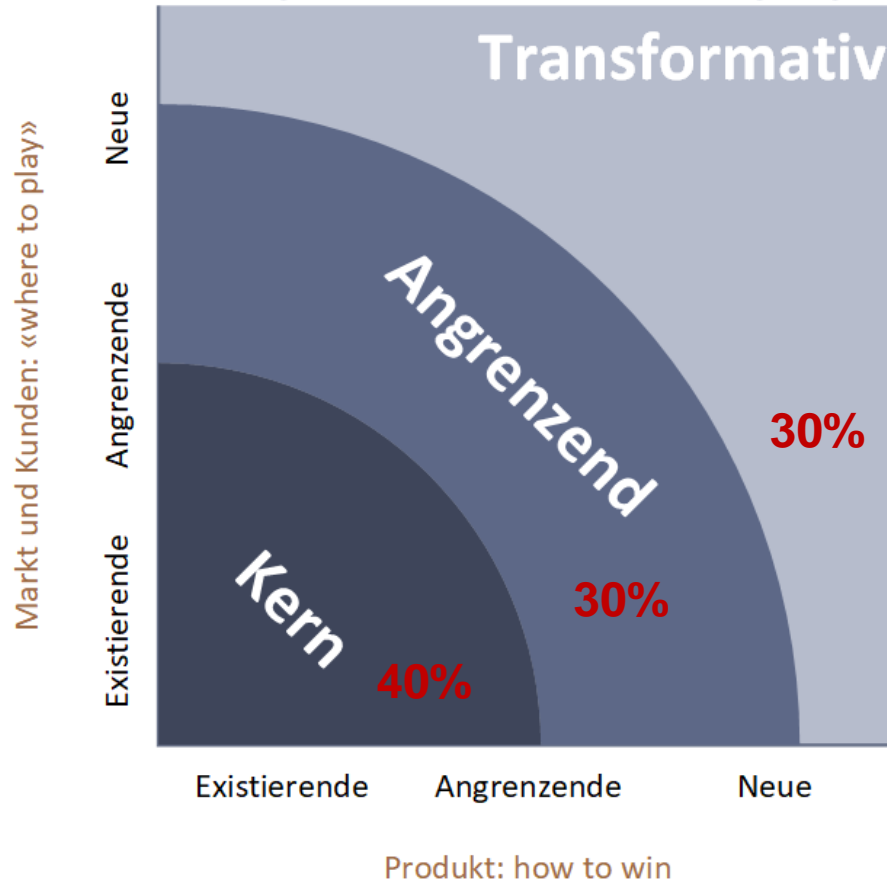 Transformativ
Markt und Kunden: «where to play»
Neue
Angrenzende
Existierende
Angrenzend
30%
30%
Kern
40%
Existierende Angrenzende Neue
Produkt: how to win